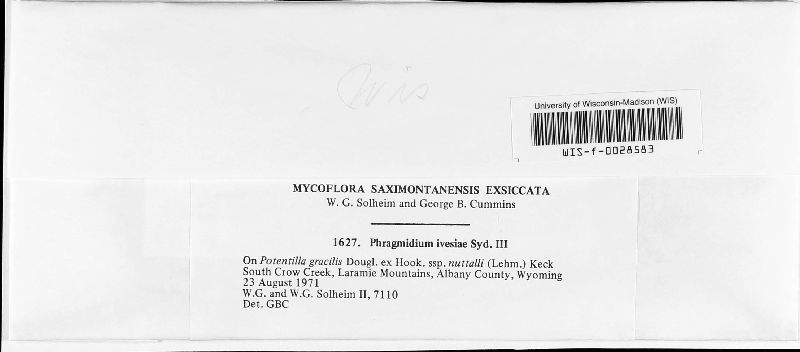 Wis
University of Wisconsin-Madison (WIS)
WIS-f-0028583
MYCOFLORA SAXIMONTANENSIS EXSICCATA
W. G. Solheim and George B. Cummins
1627. Phragmidium ivesiae Syd. III
On Potentilla gracilis Dougl. ex Hook. ssp. nuttalli (Lehm.) Keck
South Crow Creek, Laramie Mountains, Albany County, Wyoming
23 August 1971
W.G. and W.G. Solheim II, 7110
Det. GBC